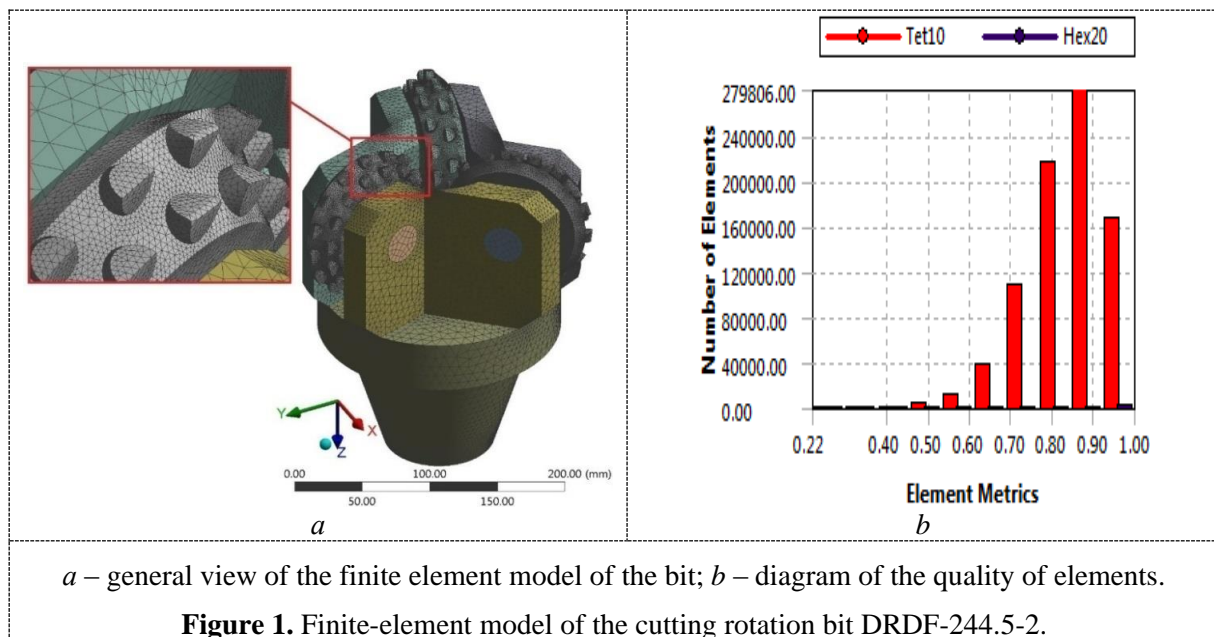 Y
X
Z
0.00
100.00
200.00 (mm)
50.00
150.00
a
Tet10
Hex20
279806.00
240000.00
200000.00
160000.00
120000.00
80000.00
40000.00
0.00
Number of Elements
0.22
0.40
0.50
0.60
0.70
0.80
0.90
1.00
Element Metrics
b
a – general view of the finite element model of the bit; b – diagram of the quality of elements.
Figure 1. Finite-element model of the cutting rotation bit DRDF-244.5-2.